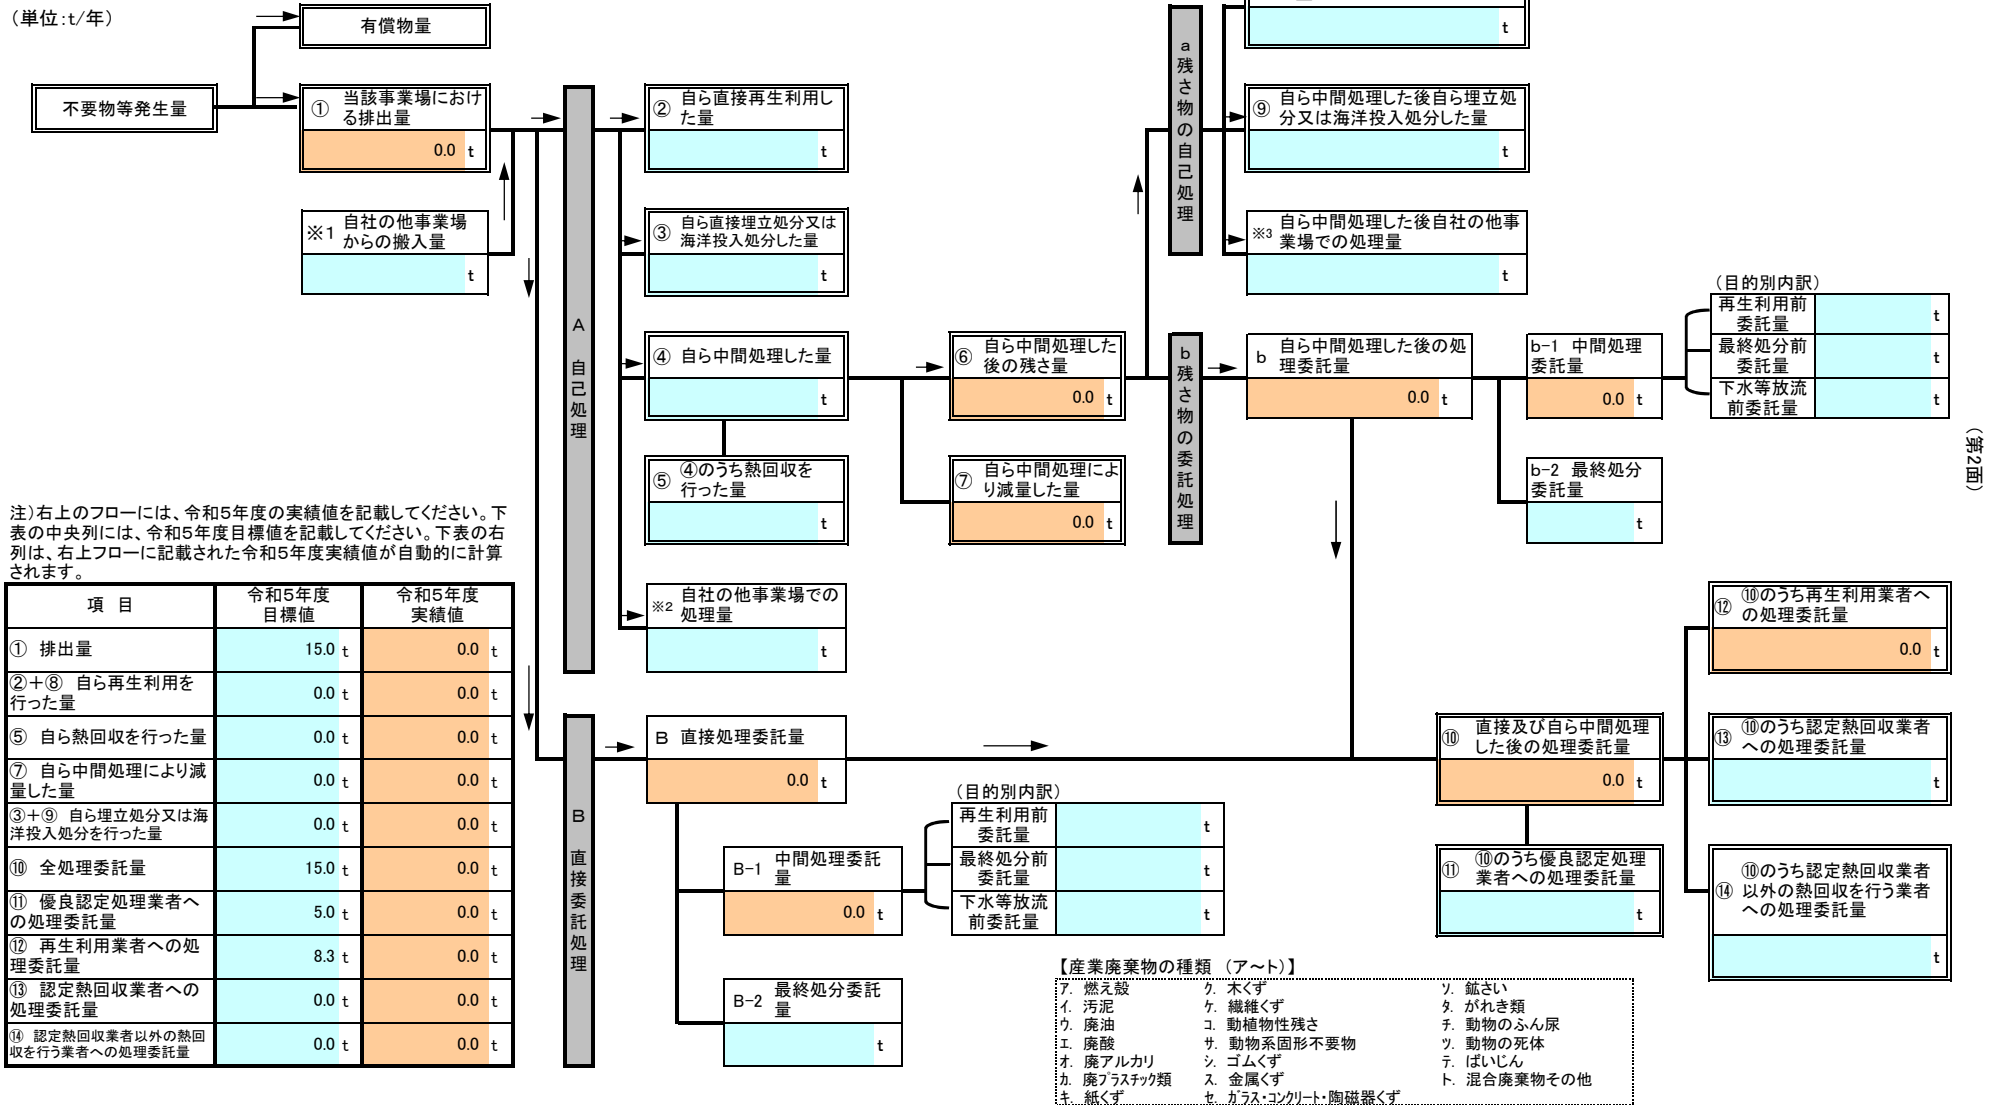 (単位:t/年)
有償物量
不要物等発生量
① 当該事業場におけ
る排出量
0.0 t
※1 自社の他事業場
からの搬入量
t
A 自己処理
② 自ら直接再生利用し
た量
t
③ 自ら直接埋立処分又は
海洋投入処分した量
t
④ 自ら中間処理した量
t
⑤ ④のうち熱回収を
行った量
t
※2 自社の他事業場での
処理量
t
⑥ 自ら中間処理した
後の残さ量
0.0 t
⑦ 自ら中間処理によ
り減量した量
0.0 t
a残さ物の自己処理
t
⑨ 自ら中間処理した後自ら埋立処
分又は海洋投入処分した量
t
※3 自ら中間処理した後自社の他事
業場での処理量
t
b残さ物の委託処理
b 自ら中間処理した後の処
理委託量
0.0 t
b-1 中間処理
委託量
0.0 t
(目的別内訳)
再生利用前
委託量
t
最終処分前
委託量
t
下水等放流
前委託量
t
b-2 最終処分
委託量
t
(第2面)
注)右上のフローには、令和5年度の実績値を記載してください。下
表の中央列には、令和5年度目標値を記載してください。下表の右
列は、右上フローに記載された令和5年度実績値が自動的に計算
されます。
項 目 令和5年度
目標値 令和5年度
実績値
① 排出量 15.0 t 0.0 t
②+⑧ 自ら再生利用を
行った量 0.0 t 0.0 t
⑤ 自ら熱回収を行った量 0.0 t 0.0 t
⑦ 自ら中間処理により減
量した量 0.0 t 0.0 t
③+⑨ 自ら埋立処分又は海
洋投入処分を行った量 0.0 t 0.0 t
⑩ 全処理委託量 15.0 t 0.0 t
⑪ 優良認定処理業者へ
の処理委託量 5.0 t 0.0 t
⑫ 再生利用業者への処
理委託量 8.3 t 0.0 t
⑬ 認定熱回収業者への
処理委託量 0.0 t 0.0 t
⑭ 認定熱回収業者以外の熱回
収を行う業者への処理委託量 0.0 t 0.0 t
B 直接委託処理
B 直接処理委託量
0.0 t
B-1 中間処理委託
量
0.0 t
(目的別内訳)
再生利用前
委託量
t
最終処分前
委託量
t
下水等放流
前委託量
t
B-2 最終処分委託
量
t
⑩ 直接及び自ら中間処理
した後の処理委託量
0.0 t
⑪ ⑩のうち優良認定処理
業者への処理委託量
t
⑫ ⑩のうち再生利用業者へ
の処理委託量
0.0 t
⑬ ⑩のうち認定熱回収業者
への処理委託量
t
⑭ ⑩のうち認定熱回収業者
以外の熱回収を行う業者
への処理委託量
t
【産業廃棄物の種類 (ア~ト)】
ア. 燃え殻 ク. 木くず ソ. 鉱さい
イ. 汚泥 ケ. 繊維くず タ. がれき類
ウ. 廃油 コ. 動植物性残さ チ. 動物のふん尿
エ. 廃酸 サ. 動物系固形不要物 ツ. 動物の死体
オ. 廃アルカリ シ. ゴムくず テ. ばいじん
カ. 廃プラスチック類 ス. 金属くず ト. 混合廃棄物その他
キ. 紙くず セ. ガラス・コンクリート・陶磁器くず